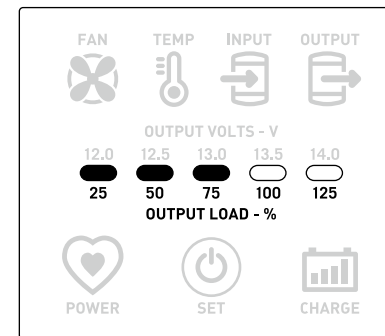 FAN TEMP INPUT OUTPUT
OUTPUT VOLTS - V
12.0 12.5 13.0 13.5 14.0
25 50 75 100 125
OUTPUT LOAD - %
POWER SET CHARGE